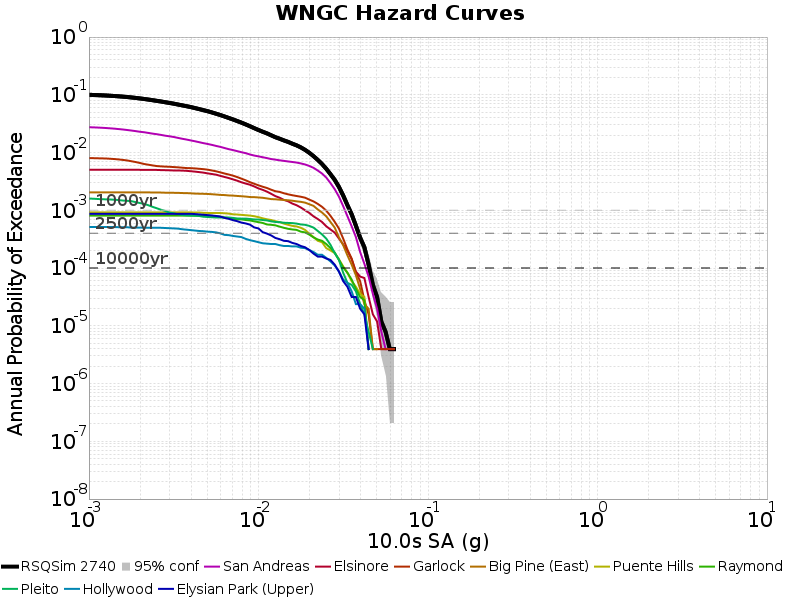 WNGC Hazard Curves
Annual Probability of Exceedance
10^0
10^-1
10^-2
10^-3
10^-4
10^-5
10^-6
10^-7
10^-8
1000yr
2500yr
10000yr
10^-3 10^-2 10^-1 10^0 10^1
10.0s SA (g)
RSQSim 2740 95% conf San Andreas Elsinore Garlock Big Pine (East) Puente Hills Raymond
Pleito Hollywood Elysian Park (Upper)